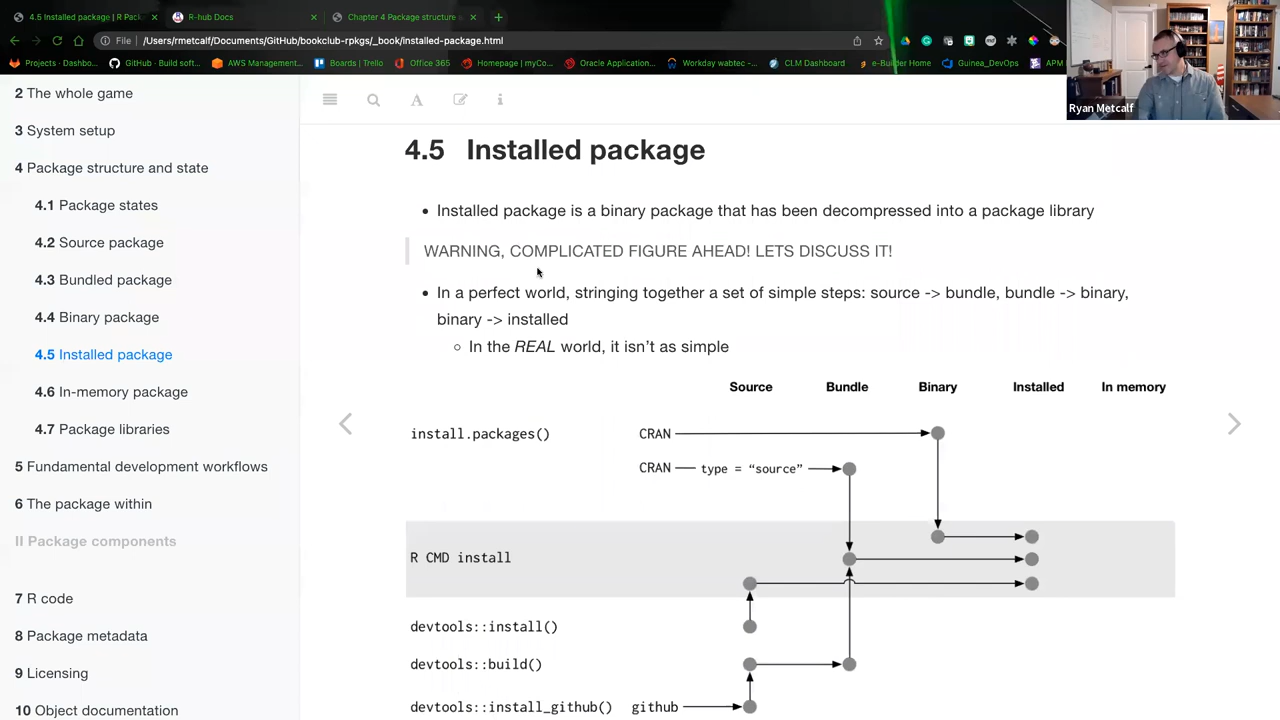 4.5 Installed package | R Pack
R-hub Docs
Chapter 4 Package structure a
File
/Users/rmetcalf/Documents/GitHub/bookclub-rpkgs/_book/installed-package.html
Projects · Dashbo...
GitHub · Build soft...
AWS Management...
Boards | Trello
Office 365
Homepage | myCo...
Oracle Application...
Workday wabtec -...
CLM Dashboard
e-Builder Home
Guinea_DevOps
APM
Ryan Metcalf
2 The whole game
3 System setup
4 Package structure and state
4.1 Package states
4.2 Source package
4.3 Bundled package
4.4 Binary package
4.5 Installed package
4.6 In-memory package
4.7 Package libraries
5 Fundamental development workflows
6 The package within
II Package components
7 R code
8 Package metadata
9 Licensing
10 Object documentation
4.5 Installed package
• Installed package is a binary package that has been decompressed into a package library
WARNING, COMPLICATED FIGURE AHEAD! LETS DISCUSS IT!
• In a perfect world, stringing together a set of simple steps: source -> bundle, bundle -> binary,
binary -> installed
◦ In the REAL world, it isn't as simple
Source Bundle Binary Installed In memory
install.packages() CRAN
CRAN type = “source”
R CMD install
devtools::install()
devtools::build()
devtools::install_github() github